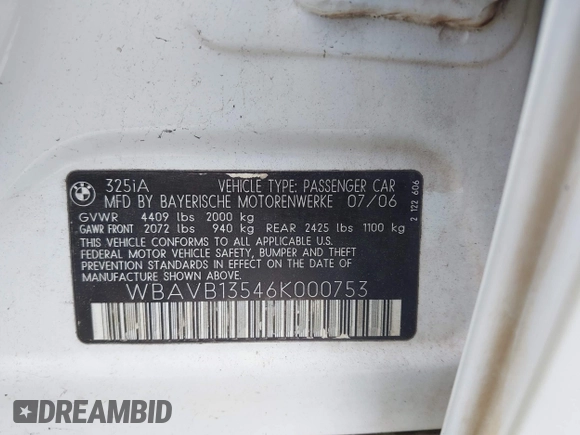 BMW
325iA VEHICLE TYPE: PASSENGER CAR
MFD BY BAYERISCHE MOTORENWERKE 07/06
GVWR 4409 lbs 2000 kg
GAWR FRONT 2072 lbs 940 kg REAR 2425 lbs 1100 kg
THIS VEHICLE CONFORMS TO ALL APPLICABLE U.S.
FEDERAL MOTOR VEHICLE SAFETY, BUMPER AND THEFT
PREVENTION STANDARDS IN EFFECT ON THE DATE OF
MANUFACTURE SHOWN ABOVE.
WBAVB13546K000753
2 122 606
DREAMBID